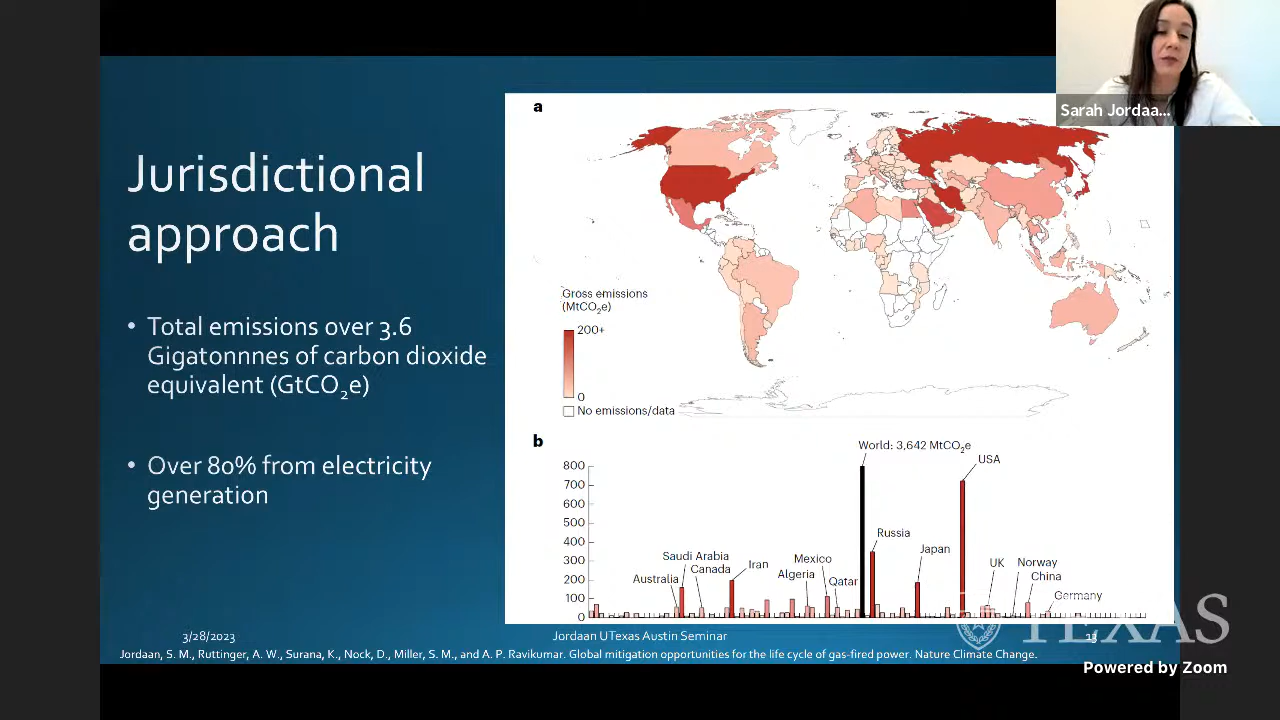 Sarah Jordaa...
Jurisdictional
approach
• Total emissions over 3.6
Gigatonnnes of carbon dioxide
equivalent (GtCO₂e)
• Over 80% from electricity
generation
a
Gross emissions
(MtCO₂e)
200+
0
No emissions/data
b
World: 3,642 MtCO₂e
800
700
600
500
400
300
200
100
0
Australia
Saudi Arabia
Canada
Iran
Algeria
Mexico
Qatar
Russia
Japan
USA
UK
Norway
China
Germany
TEXAS
3/28/2023
Jordaan UTexas Austin Seminar
13
Jordaan, S. M., Ruttinger, A. W., Surana, K., Nock, D., Miller, S. M., and A. P. Ravikumar. Global mitigation opportunities for the life cycle of gas-fired power. Nature Climate Change.
Powered by Zoom